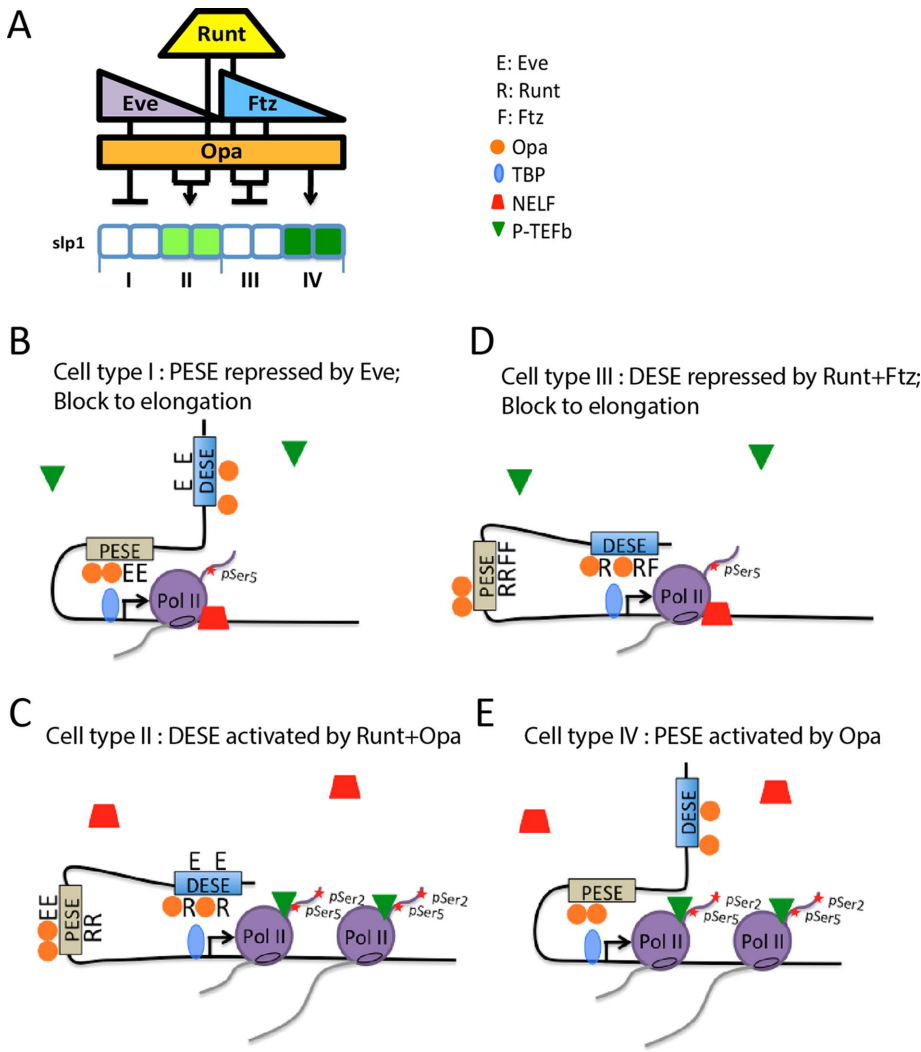 A
Runt
Eve
Ftz
Opa
slp1
I
II
III
IV
E: Eve
R: Runt
F: Ftz
Opa
TBP
NELF
P-TEFb
B
Cell type I : PESE repressed by Eve;
Block to elongation
E E
DESE
PESE
EE
pSer5
Pol II
D
Cell type III : DESE repressed by Runt+Ftz;
Block to elongation
PESE
RRFF
DESE
R RF
pSer5
Pol II
C
Cell type II : DESE activated by Runt+Opa
EE
PESE
RR
E E
DESE
R R
pSer2
pSer5
Pol II
pSer2
pSer5
Pol II
E
Cell type IV : PESE activated by Opa
DESE
PESE
pSer2
pSer5
Pol II
pSer2
pSer5
Pol II